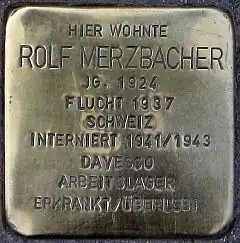 HIER WOHNTE
ROLF MERZBACHER
JG. 1924
FLUCHT 1937
SCHWEIZ
INTERNIERT 1941/1943
DAVESCO
ARBEITSLAGER
ERKRANKT/ÜBERLEBT